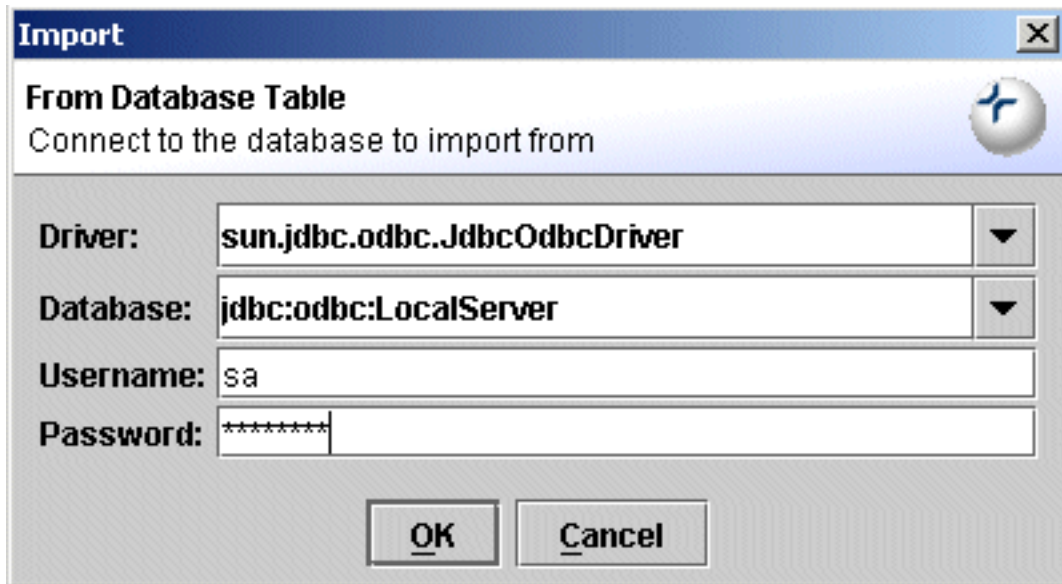 Import
From Database Table
Connect to the database to import from
Driver: sun.jdbc.odbc.JdbcOdbcDriver
Database: jdbc:odbc:LocalServer
Username: sa
Password: ********
OK Cancel